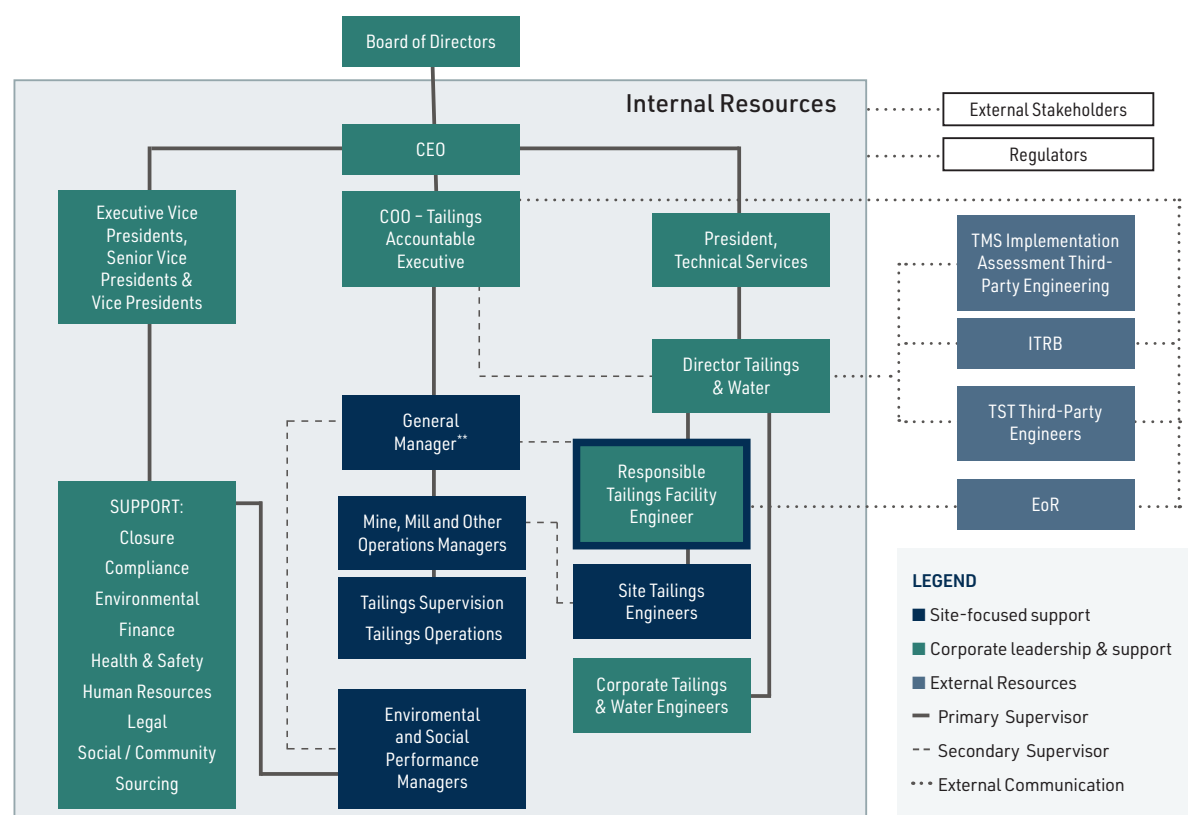 Board of Directors
Internal Resources
External Stakeholders
Regulators
CEO
Executive Vice
Presidents,
Senior Vice
Presidents &
Vice Presidents
COO – Tailings
Accountable
Executive
President,
Technical Services
TMS Implementation
Assessment Third-
Party Engineering
ITRB
Director Tailings
& Water
TST Third-Party
Engineers
General
Manager**
Responsible
Tailings Facility
Engineer
EoR
SUPPORT:
Closure
Compliance
Environmental
Finance
Health & Safety
Human Resources
Legal
Social / Community
Sourcing
Mine, Mill and Other
Operations Managers
Tailings Supervision
Tailings Operations
Site Tailings
Engineers
Corporate Tailings
& Water Engineers
Enviromental
and Social
Performance
Managers
LEGEND
Site-focused support
Corporate leadership & support
External Resources
Primary Supervisor
Secondary Supervisor
External Communication